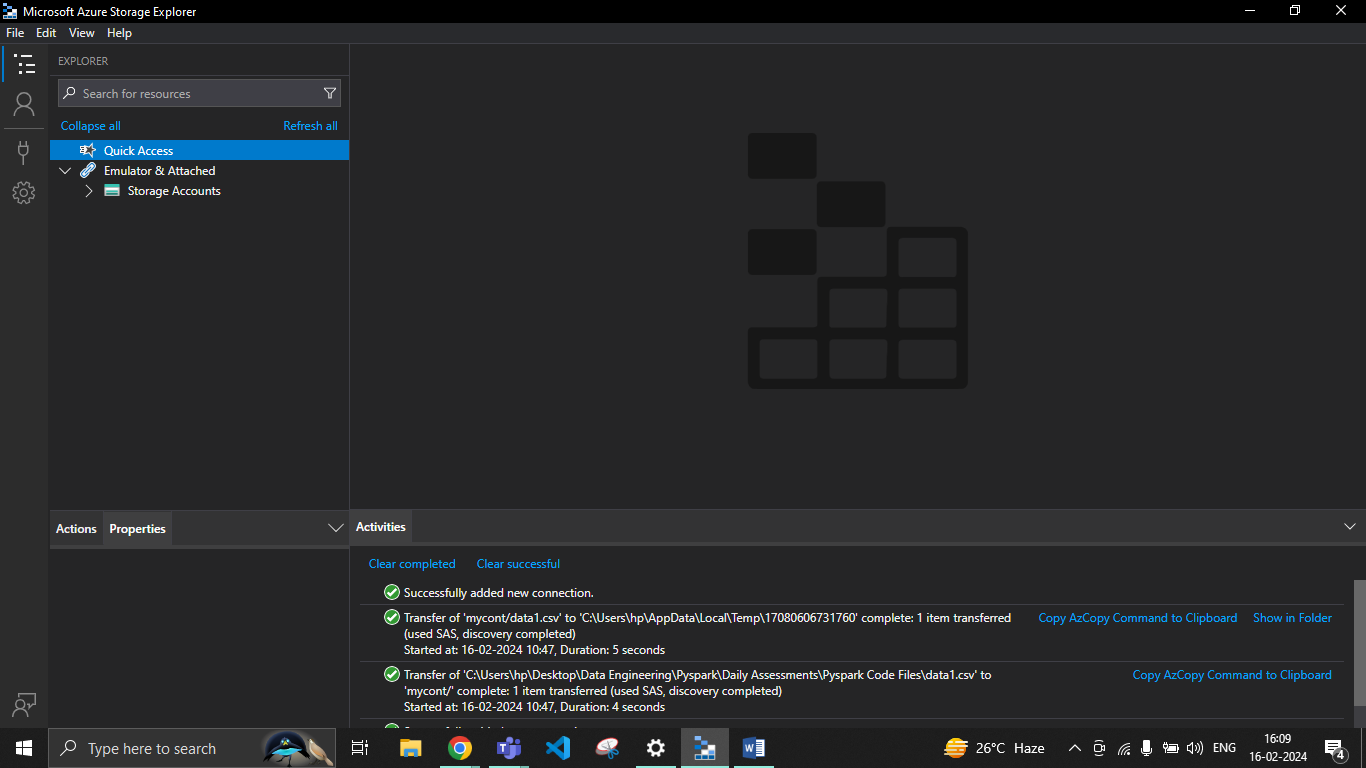 Microsoft Azure Storage Explorer
File Edit View Help
EXPLORER
Search for resources
Collapse all Refresh all
Quick Access
Emulator & Attached
Storage Accounts
Actions Properties
Activities
Clear completed Clear successful
Successfully added new connection.
Transfer of 'mycont/data1.csv' to 'C:\Users\hp\AppData\Local\Temp\17080606731760' complete: 1 item transferred Copy AzCopy Command to Clipboard Show in Folder
(used SAS, discovery completed)
Started at: 16-02-2024 10:47, Duration: 5 seconds
Transfer of 'C:\Users\hp\Desktop\Data Engineering\Pyspark\Daily Assessments\Pyspark Code Files\data1.csv' to Copy AzCopy Command to Clipboard
'mycont/' complete: 1 item transferred (used SAS, discovery completed)
Started at: 16-02-2024 10:47, Duration: 4 seconds
Type here to search
26°C Haze
ENG
16:09
16-02-2024
4